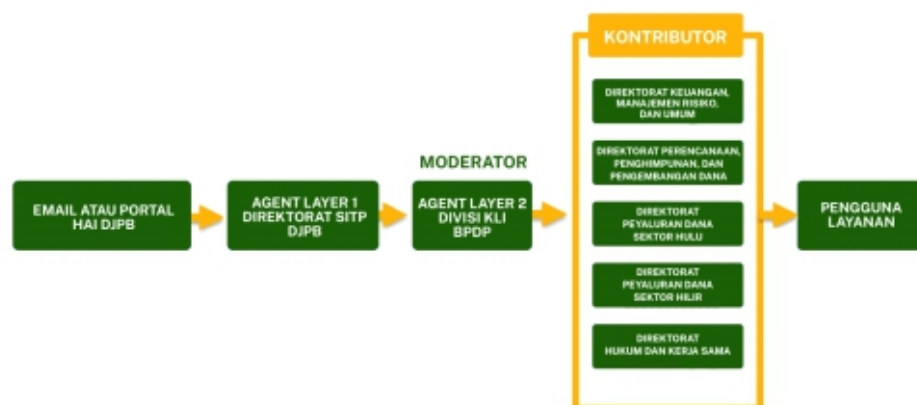 EMAIL ATAU PORTAL
HAI DJPB
AGENT LAYER 1
DIREKTORAT SITP
DJPB
MODERATOR
AGENT LAYER 2
DIVISI KLI
BPDP
KONTRIBUTOR
DIREKTORAT KEUANGAN,
MANAJEMEN RISIKO,
DAN UMUM
DIREKTORAT PERENCANAAN,
PENGHIMPUNAN, DAN
PENGEMBANGAN DANA
DIREKTORAT
PEYALURAN DANA
SEKTOR HULU
DIREKTORAT
PEYALURAN DANA
SEKTOR HILIR
DIREKTORAT
HUKUM DAN KERJA SAMA
PENGGUNA
LAYANAN